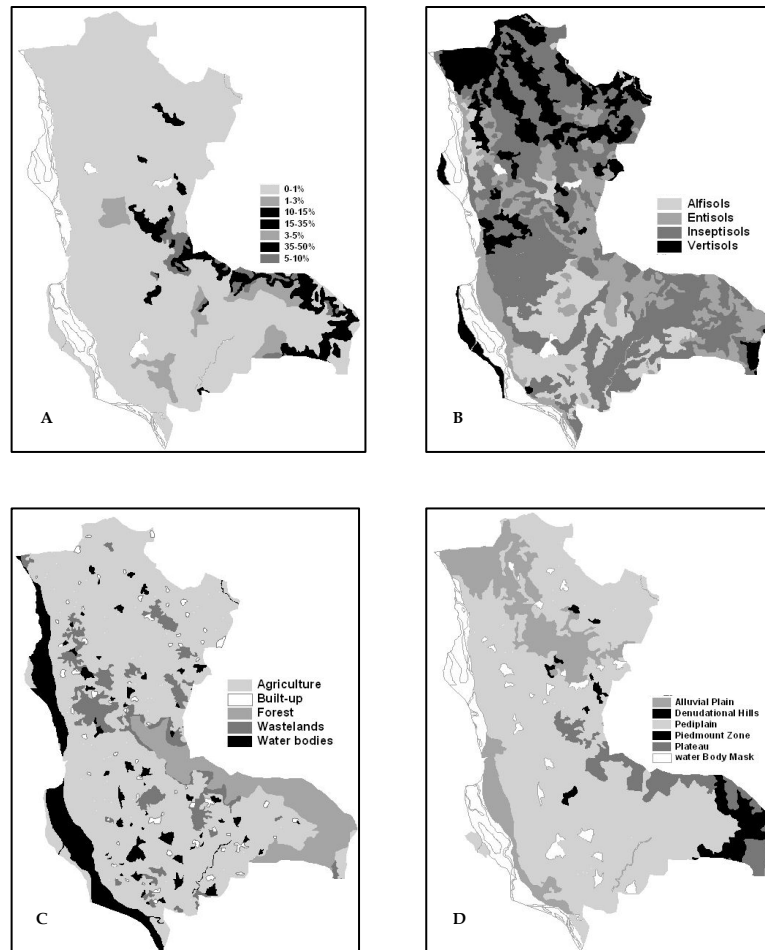 0-1%
1-3%
10-15%
15-35%
3-5%
35-50%
5-10%
A
Alfisols
Entisols
Inseptisols
Vertisols
B
Agriculture
Built-up
Forest
Wastelands
Water bodies
C
Alluvial Plain
Denudational Hills
Pediplain
Piedmount Zone
Plateau
water Body Mask
D